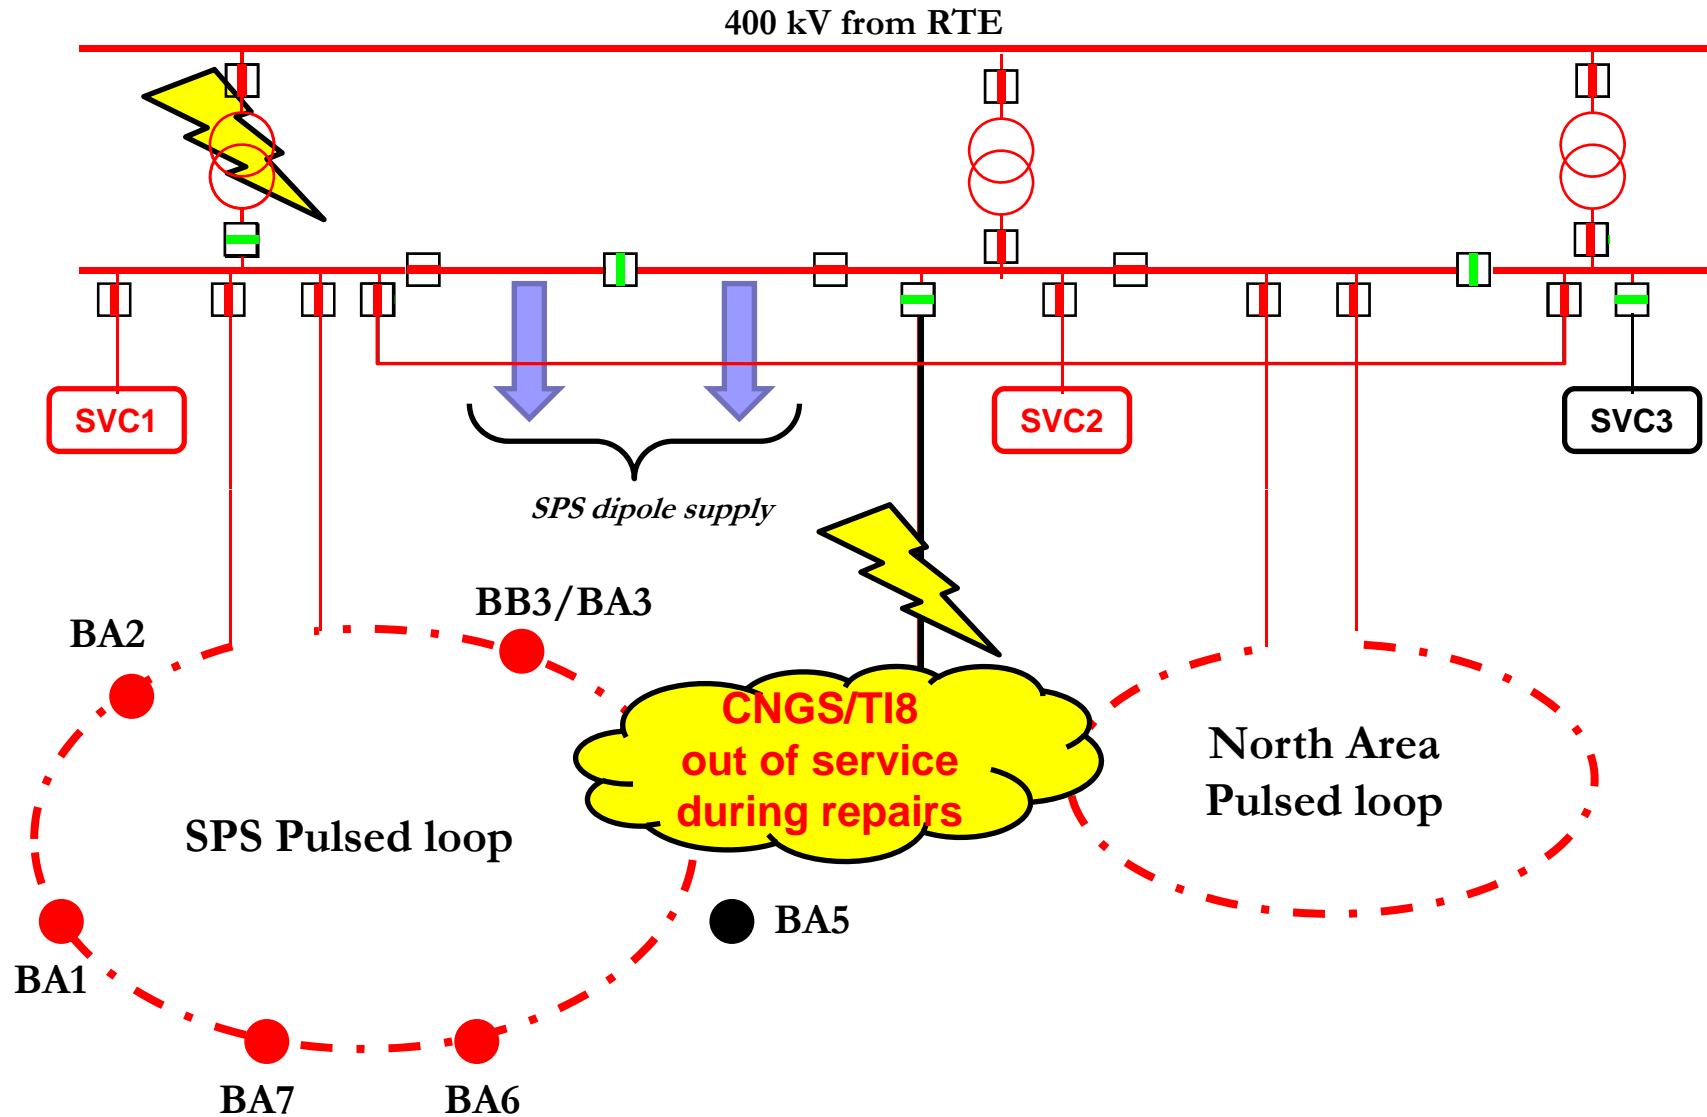 400 kV from RTE
SVC1
SVC2
SVC3
SPS dipole supply
BB3/BA3
BA2
CNGS/TI8
out of service
during repairs
North Area
Pulsed loop
SPS Pulsed loop
BA5
BA1
BA7
BA6